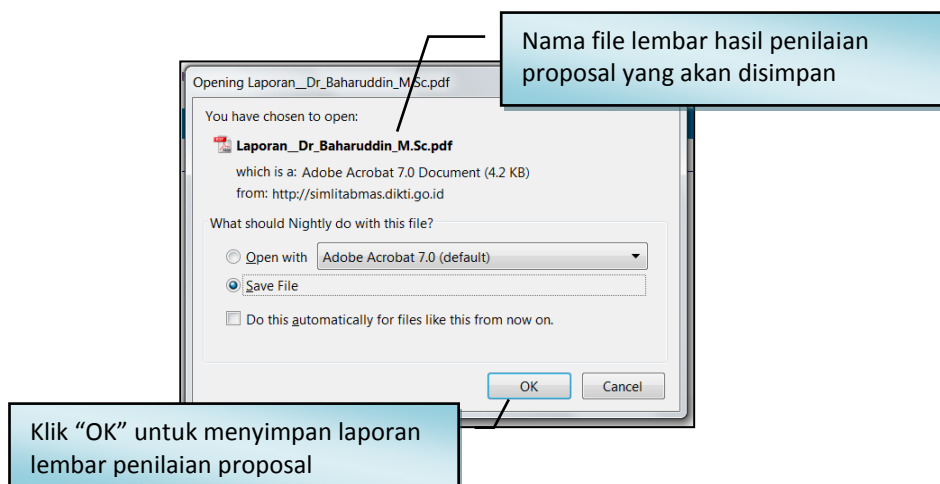 Nama file lembar hasil penilaian
proposal yang akan disimpan
Opening Laporan__Dr_Baharuddin_M.Sc.pdf
You have chosen to open:
Laporan__Dr_Baharuddin_M.Sc.pdf
which is a: Adobe Acrobat 7.0 Document (4.2 KB)
from: http://simlitabmas.dikti.go.id
What should Nightly do with this file?
Open with Adobe Acrobat 7.0 (default)
Save File
Do this automatically for files like this from now on.
OK Cancel
Klik “OK” untuk menyimpan laporan
lembar penilaian proposal